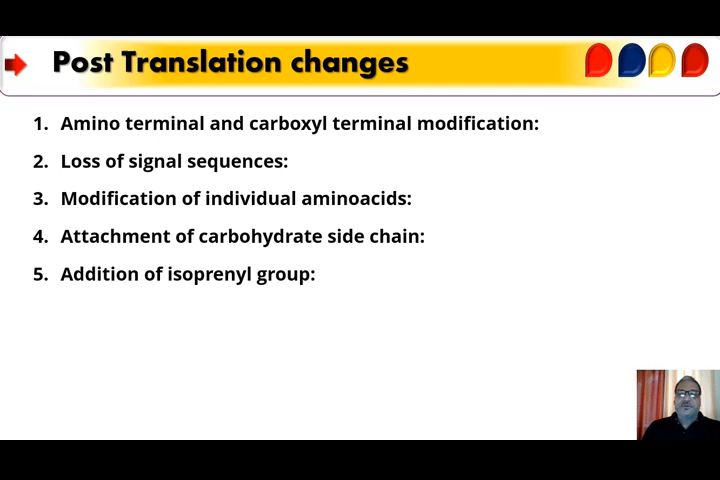 Post Translation changes
1. Amino terminal and carboxyl terminal modification:
2. Loss of signal sequences:
3. Modification of individual aminoacids:
4. Attachment of carbohydrate side chain:
5. Addition of isoprenyl group: